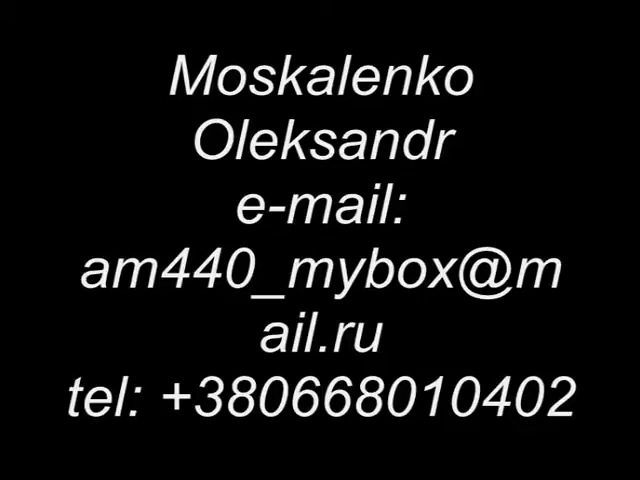 Moskalenko
Oleksandr
e-mail:
am440_mybox@m
ail.ru
tel: +380668010402